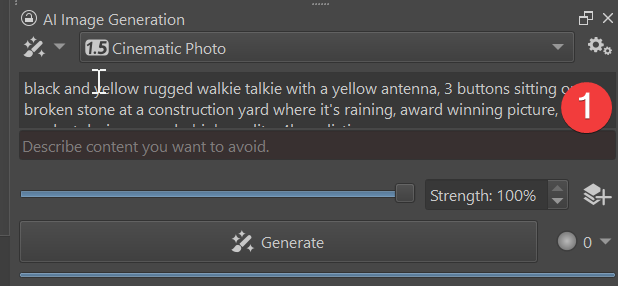 AI Image Generation
1.5 Cinematic Photo
black and yellow rugged walkie talkie with a yellow antenna, 3 buttons sitting
broken stone at a construction yard where it's raining, award winning picture,
1
Describe content you want to avoid.
Strength: 100%
Generate
0